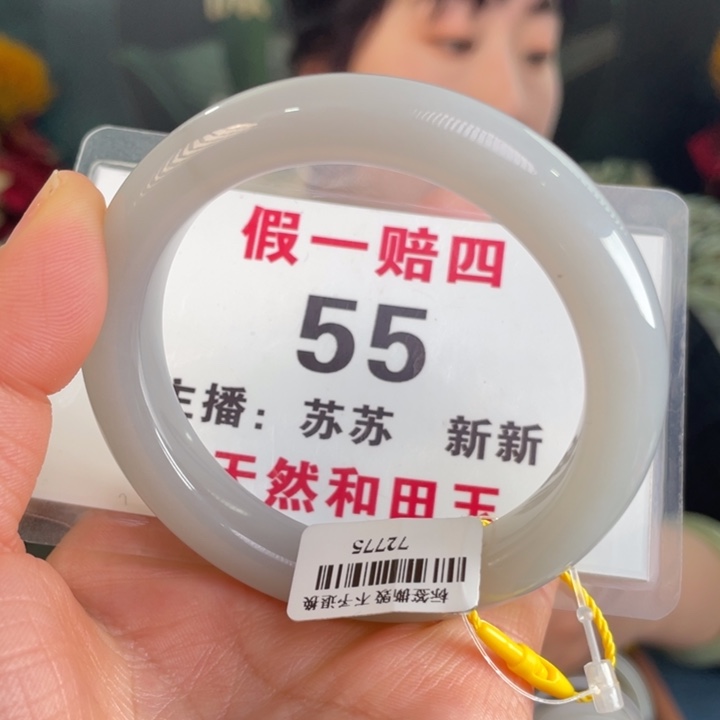 假一赔四
55
主播：苏苏 新新
天然和田玉
72775
标签撕毁 不予退换